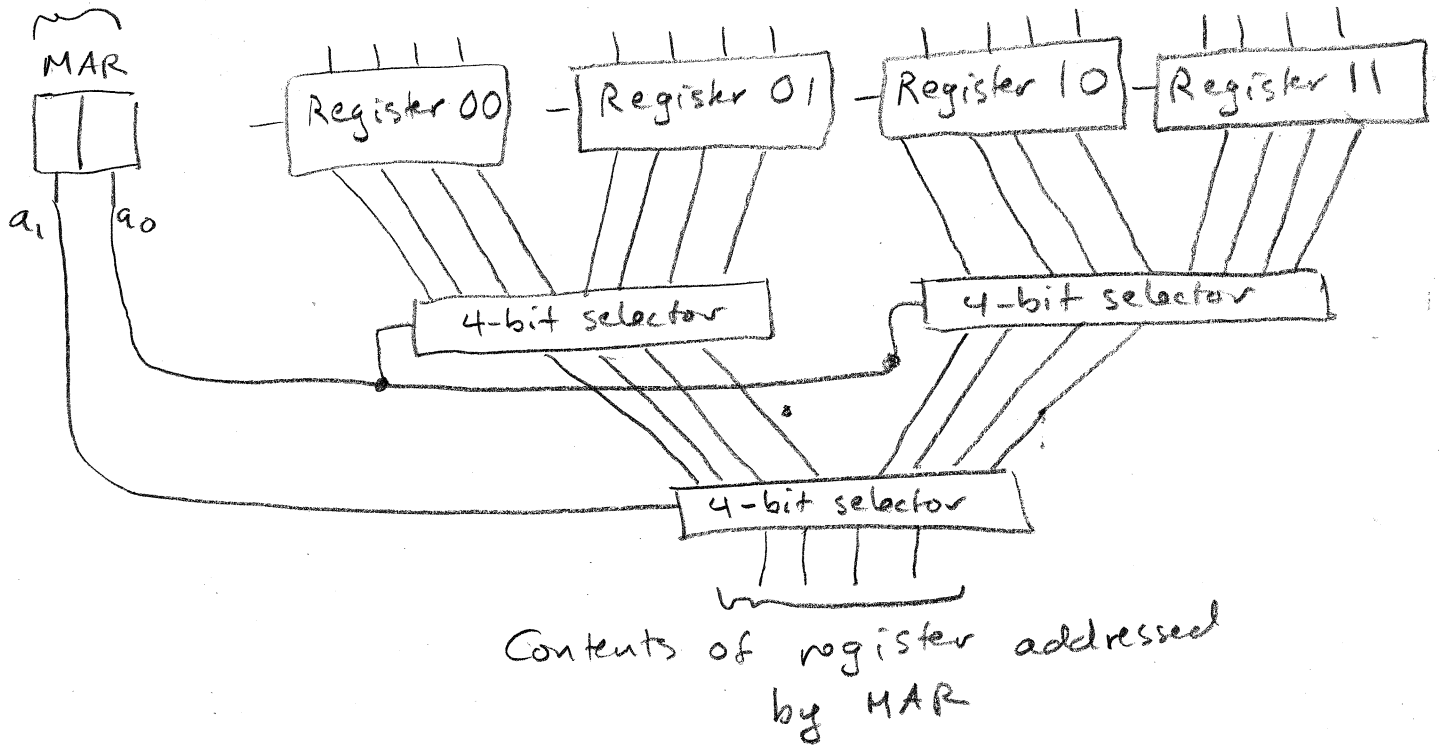 MAR
Register 00
Register 01
Register 10
Register 11
a1
a0
4-bit selector
4-bit selector
4-bit selector
Contents of register addressed
by MAR